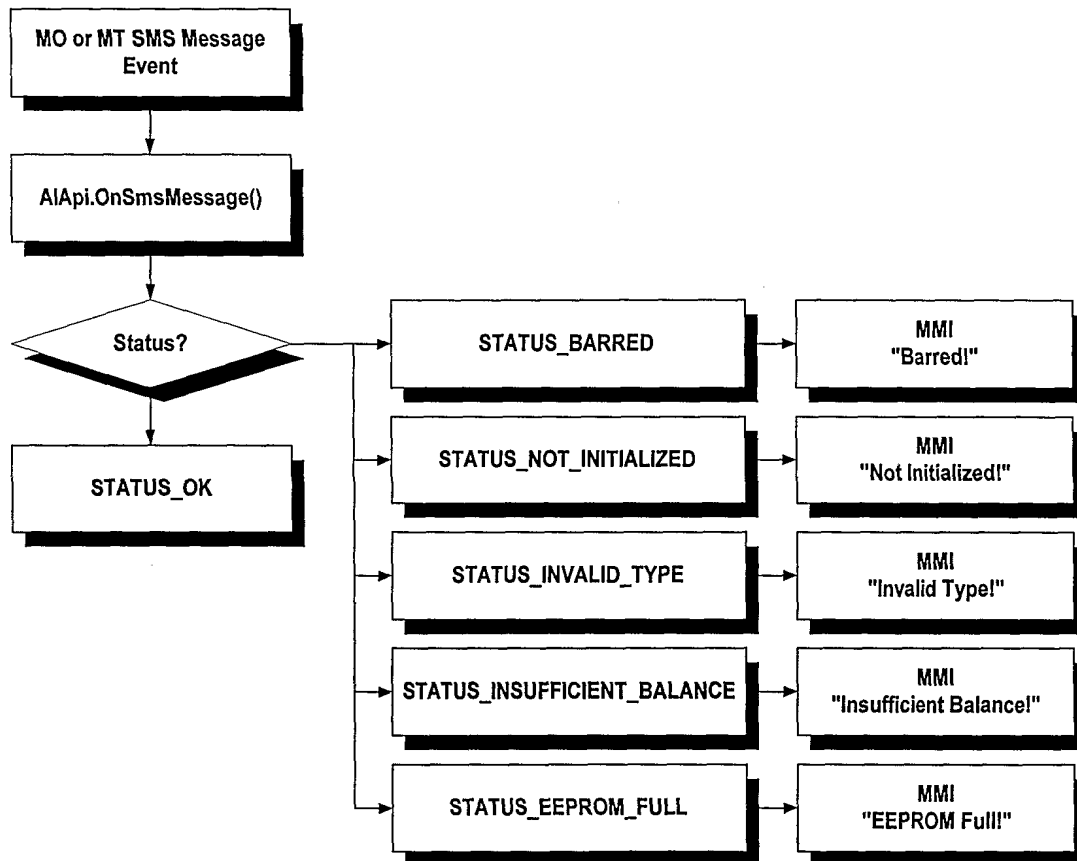 MO or MT SMS Message
Event
AIApi.OnSmsMessage()
Status?
STATUS_OK
STATUS_BARRED
MMI
"Barred!"
STATUS_NOT_INITIALIZED
MMI
"Not Initialized!"
STATUS_INVALID_TYPE
MMI
"Invalid Type!"
STATUS_INSUFFICIENT_BALANCE
MMI
"Insufficient Balance!"
STATUS_EEPROM_FULL
MMI
"EEPROM Full!"